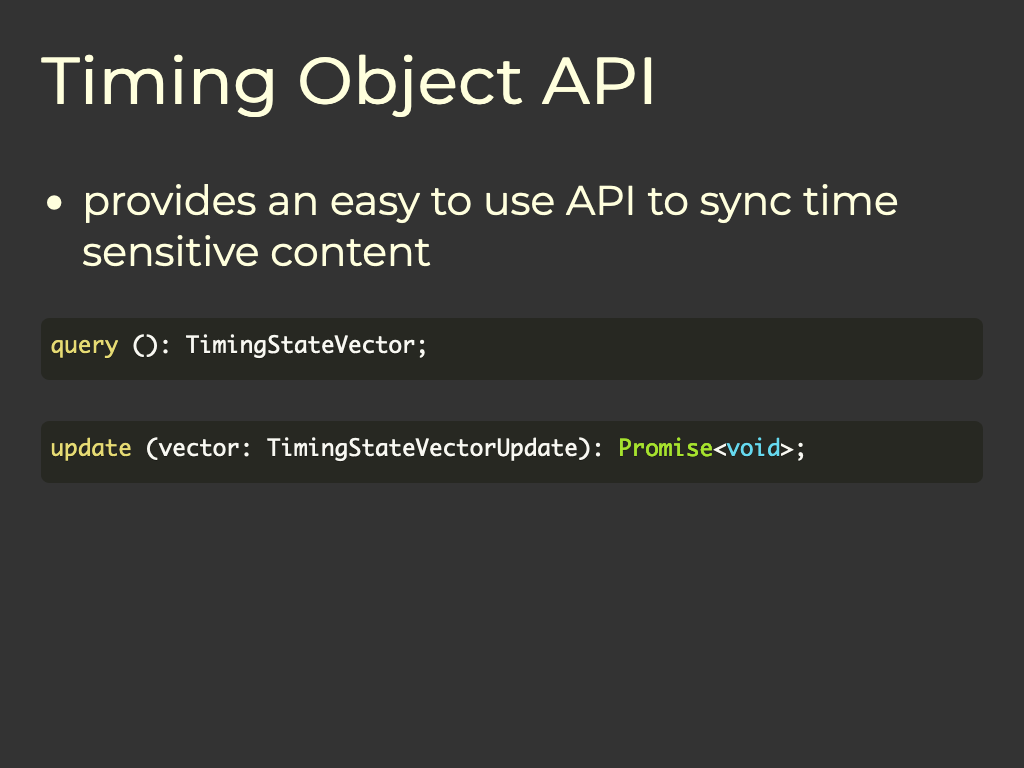 Timing Object API
• provides an easy to use API to sync time
sensitive content
query (): TimingStateVector;
update (vector: TimingStateVectorUpdate): Promise<void>;